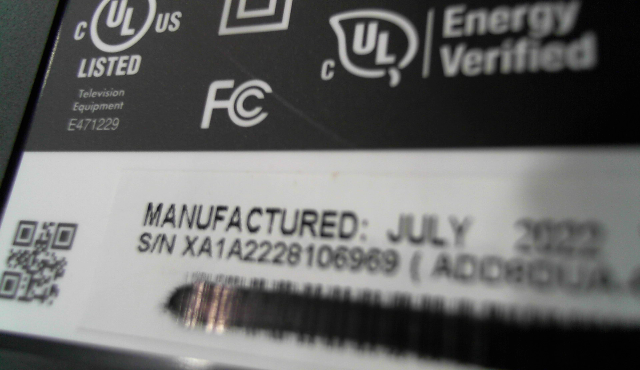 C UL US
LISTED
Television
Equipment
E471229
FC
C UL
Energy
Verified
MANUFACTURED: JULY 2022
S/N XA1A2228106969 (